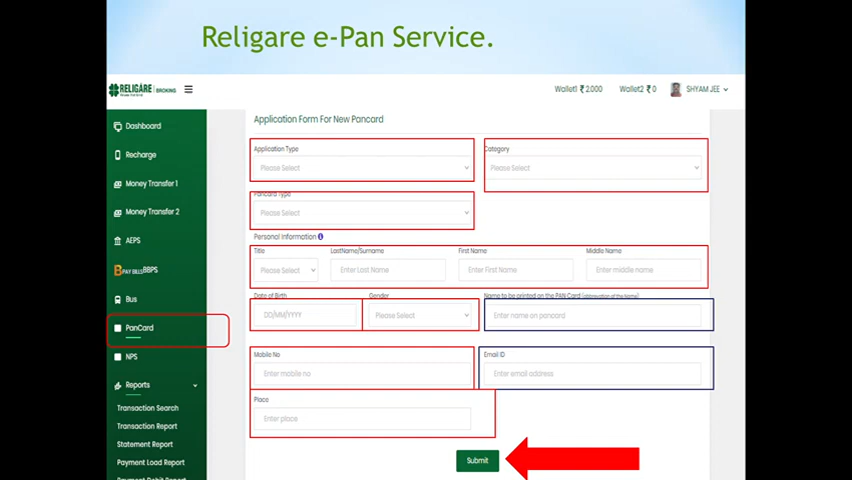 Religare e-Pan Service.
RELIGARE BROKING
Wallet1 ₹ 2000 Wallet2 ₹ 0 SHYAM JEE
Dashboard
Recharge
Money Transfer 1
Money Transfer 2
AEPS
B PAY BILLS BBPS
Bus
PanCard
NPS
Reports
Transaction Search
Transaction Report
Statement Report
Payment Load Report
Payment Debit Report
Application Form For New Pancard
Application Type Category
Please Select Please Select
Pancard Type
Please Select
Personal Information
Title LastName/Surname First Name Middle Name
Please Select Enter Last Name Enter First Name Enter middle name
Date of Birth Gender Name to be printed on the PAN Card (abbreviation of the Name)
DD/MM/YYYY Please Select Enter name on pancard
Mobile No Email ID
Enter mobile no Enter email address
Place
Enter place
Submit